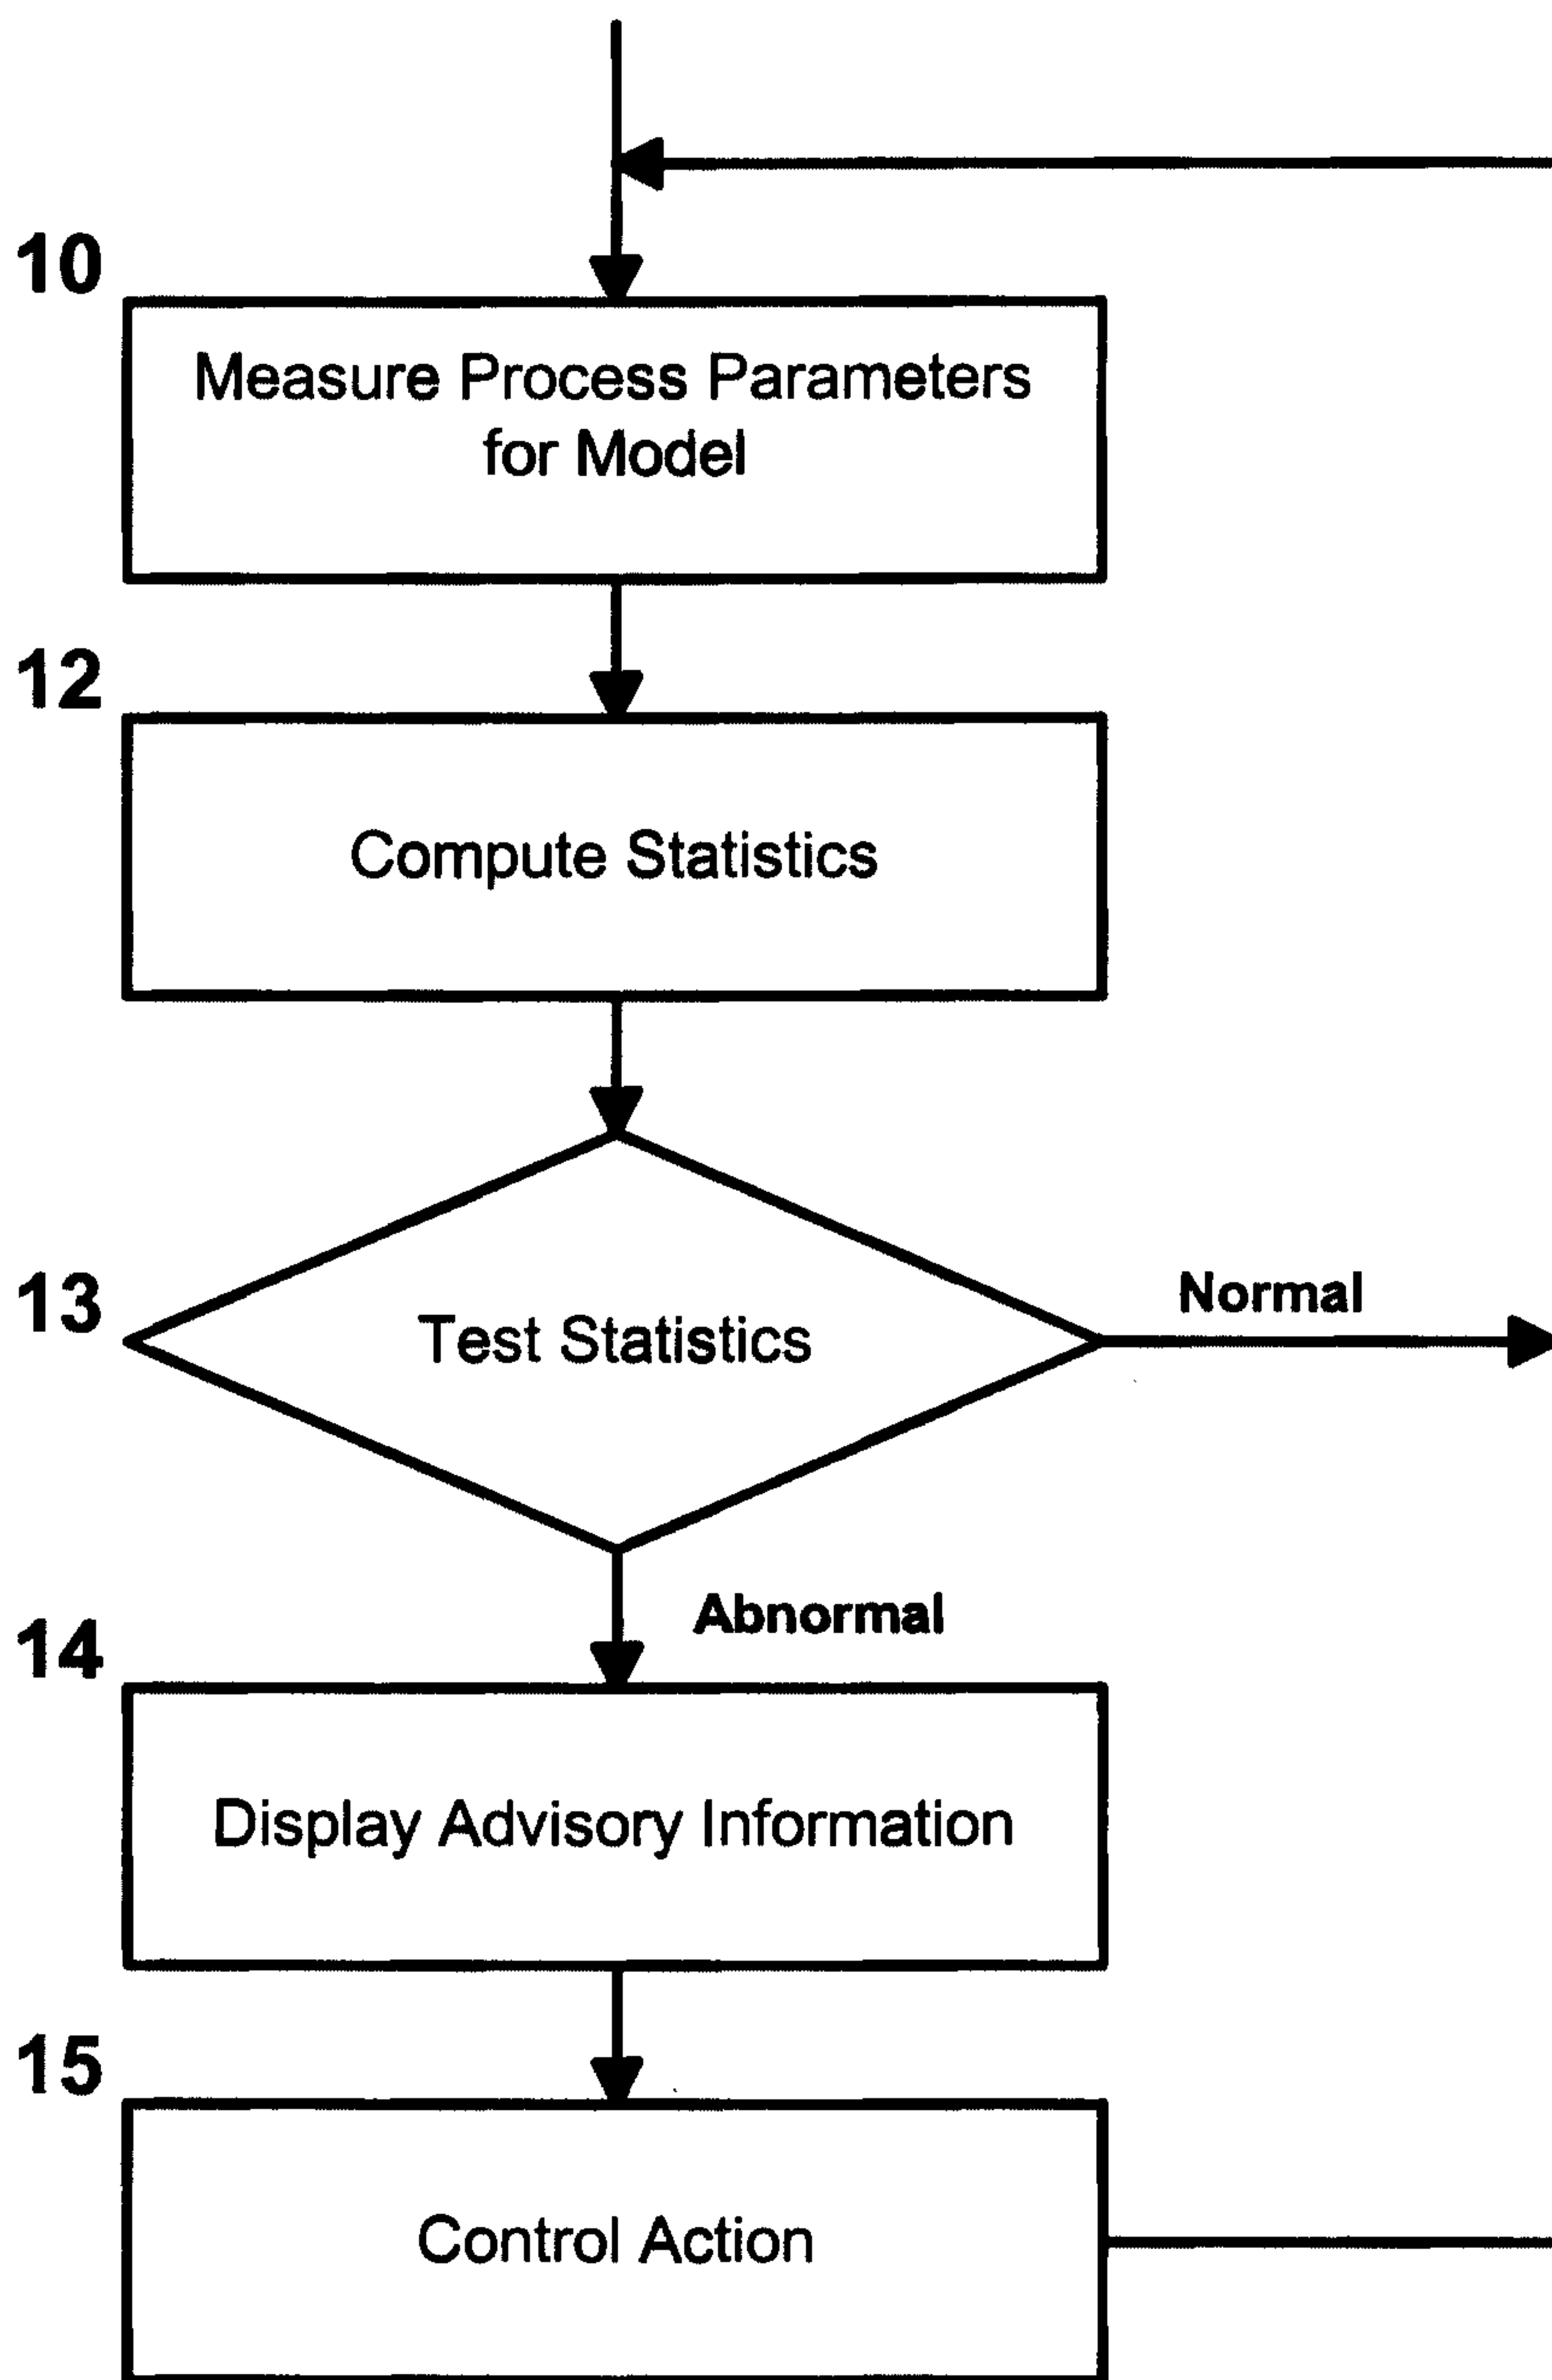 10
Measure Process Parameters
for Model
12
Compute Statistics
13
Test Statistics
Normal
Abnormal
14
Display Advisory Information
15
Control Action